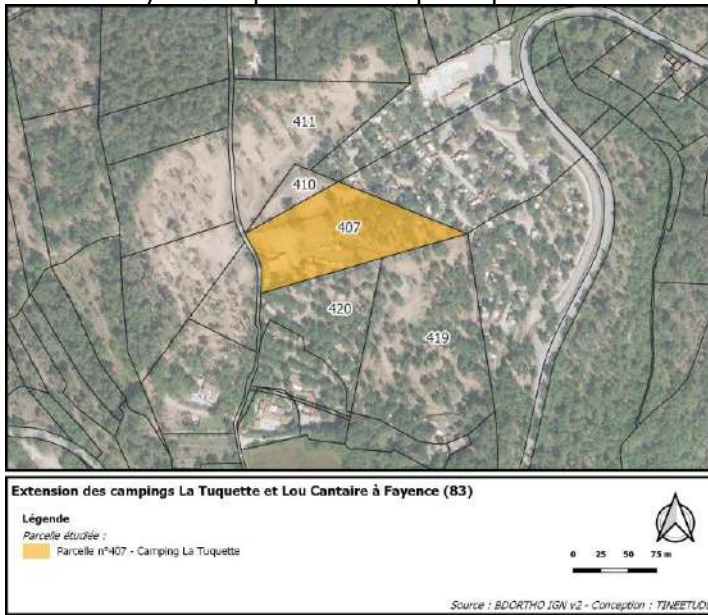 411
410
407
420
419
Extension des campings La Tuquette et Lou Cantaire à Fayence (83)
Légende
Parcelle étudiée :
Parcelle n°407 - Camping La Tuquette
0 25 50 75 m
Source : BDORTHO IGN v2 - Conception : TINEETUDE